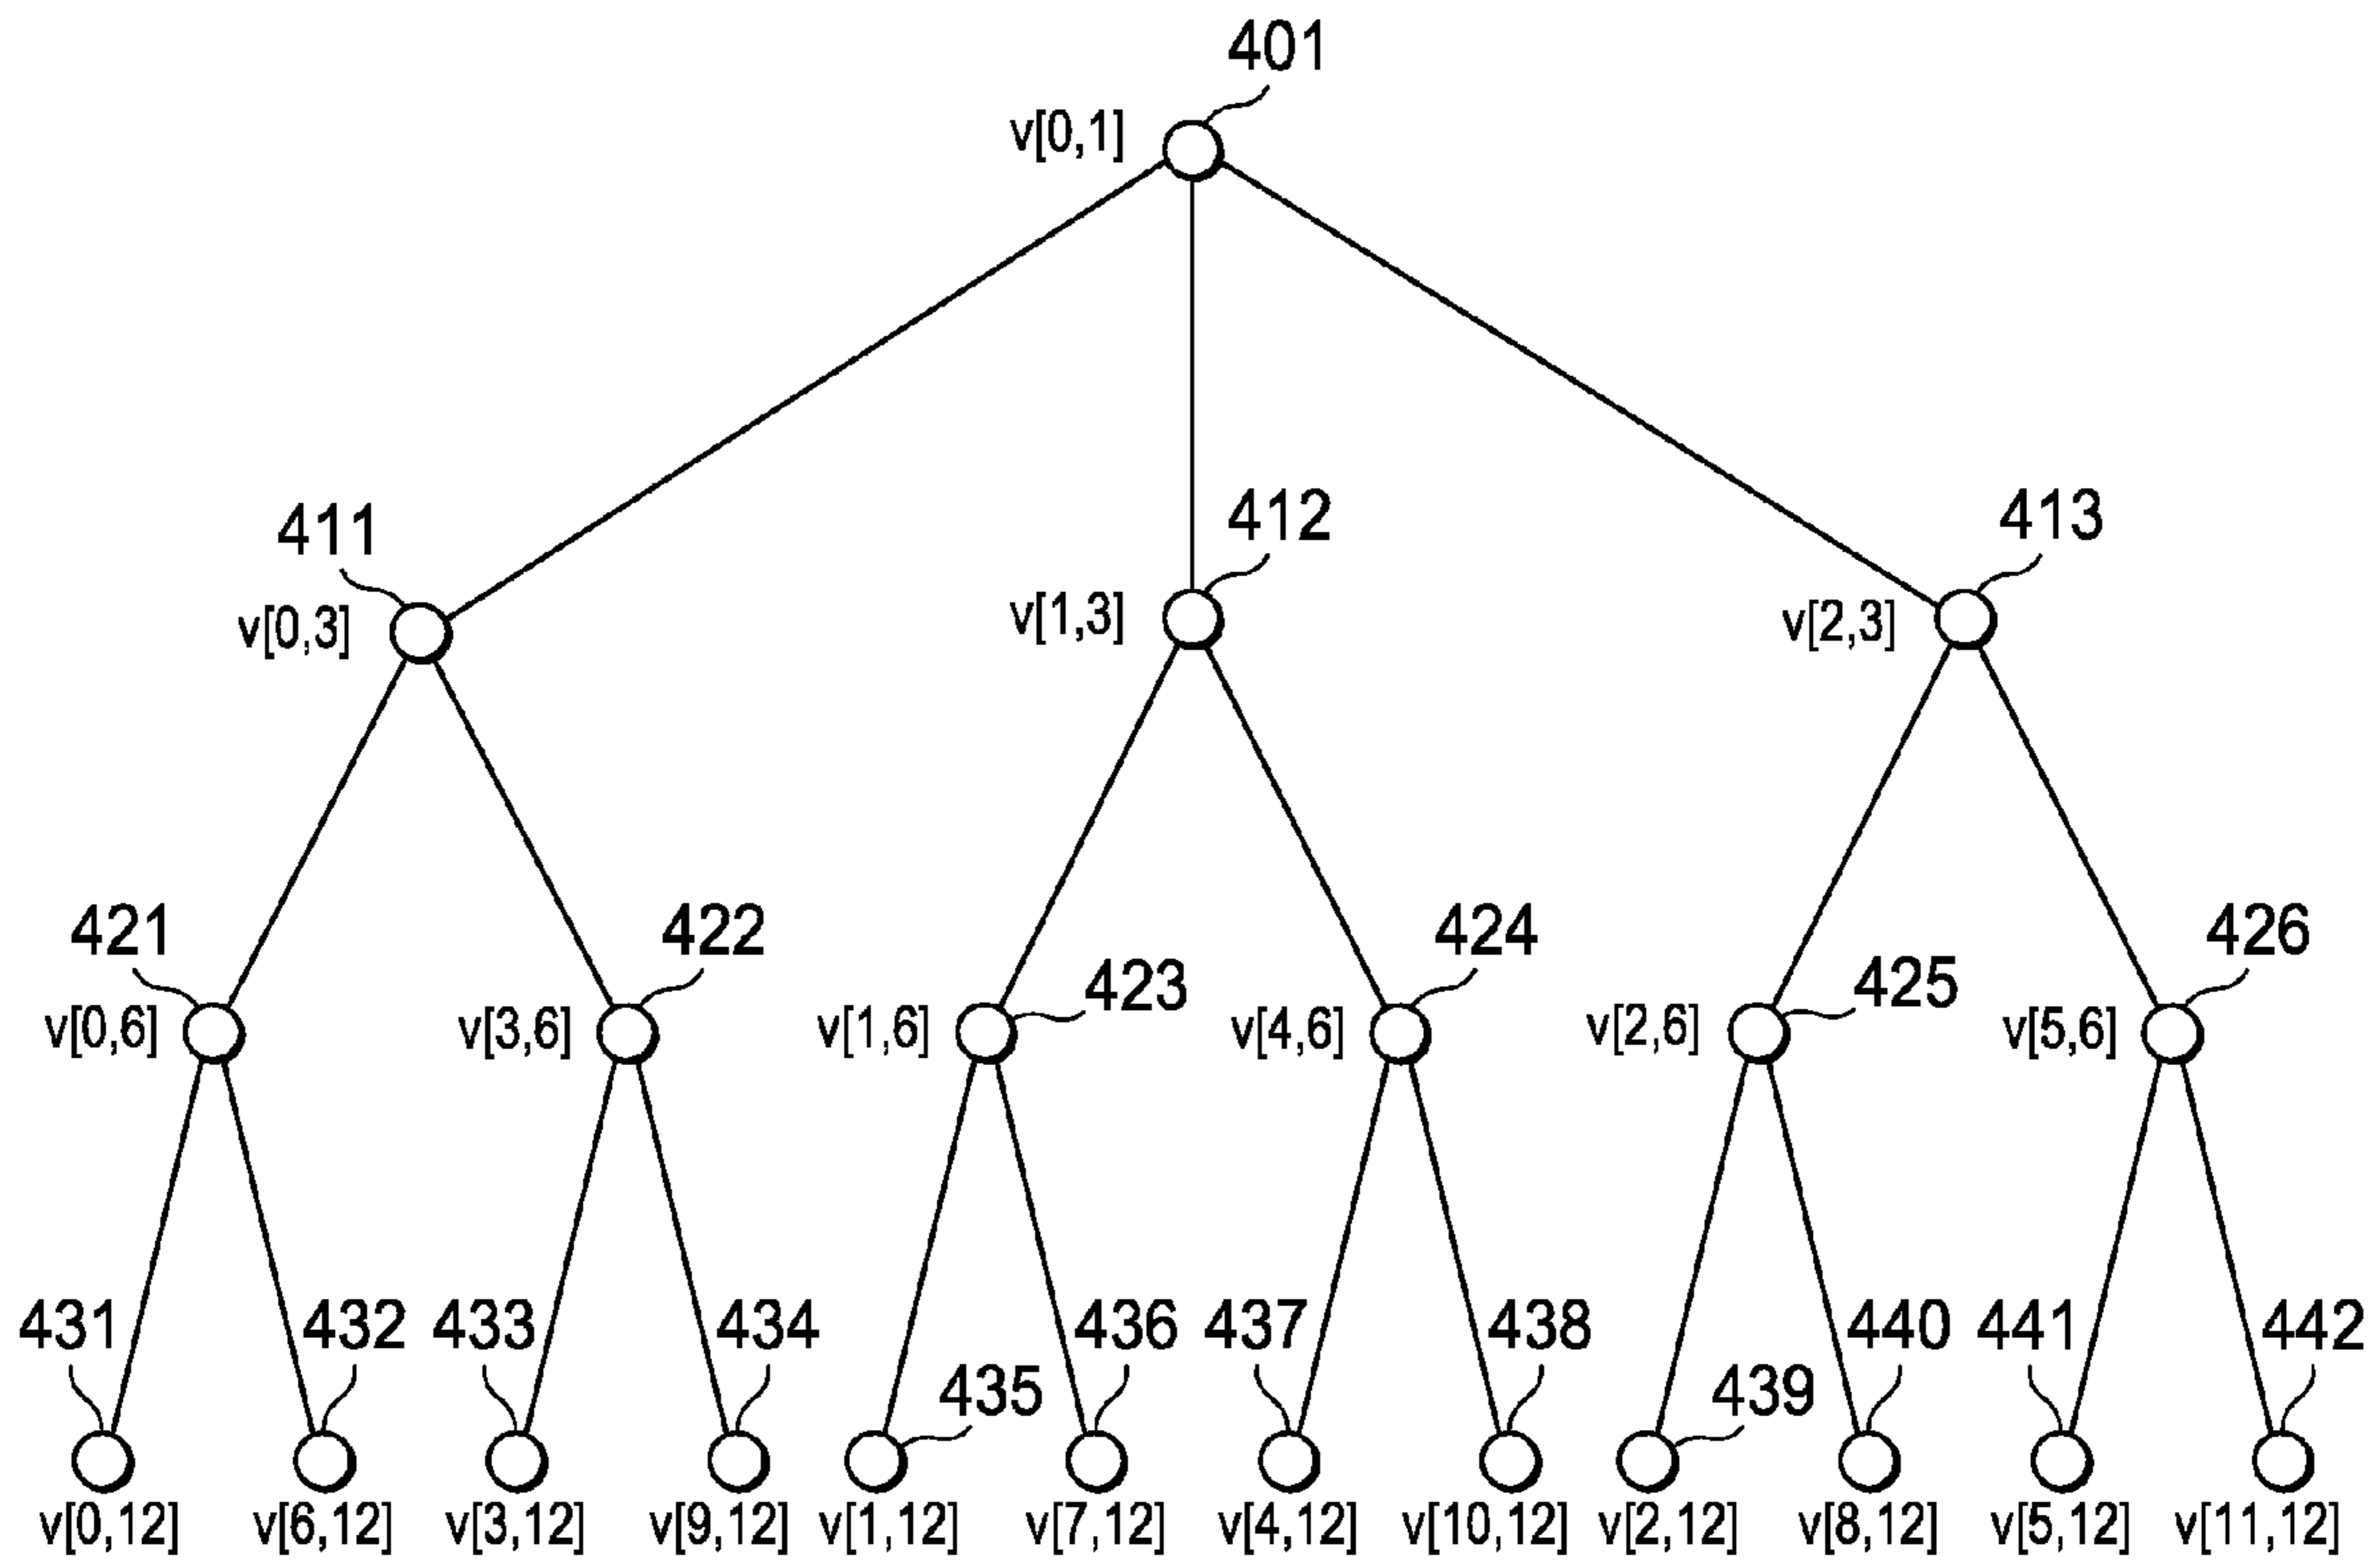 401
v[0,1]
411
412
413
v[0,3]
v[1,3]
v[2,3]
421
422
423
424
425
426
v[0,6]
v[3,6]
v[1,6]
v[4,6]
v[2,6]
v[5,6]
431
432
433
434
435
436
437
438
439
440
441
442
v[0,12]
v[6,12]
v[3,12]
v[9,12]
v[1,12]
v[7,12]
v[4,12]
v[10,12]
v[2,12]
v[8,12]
v[5,12]
v[11,12]